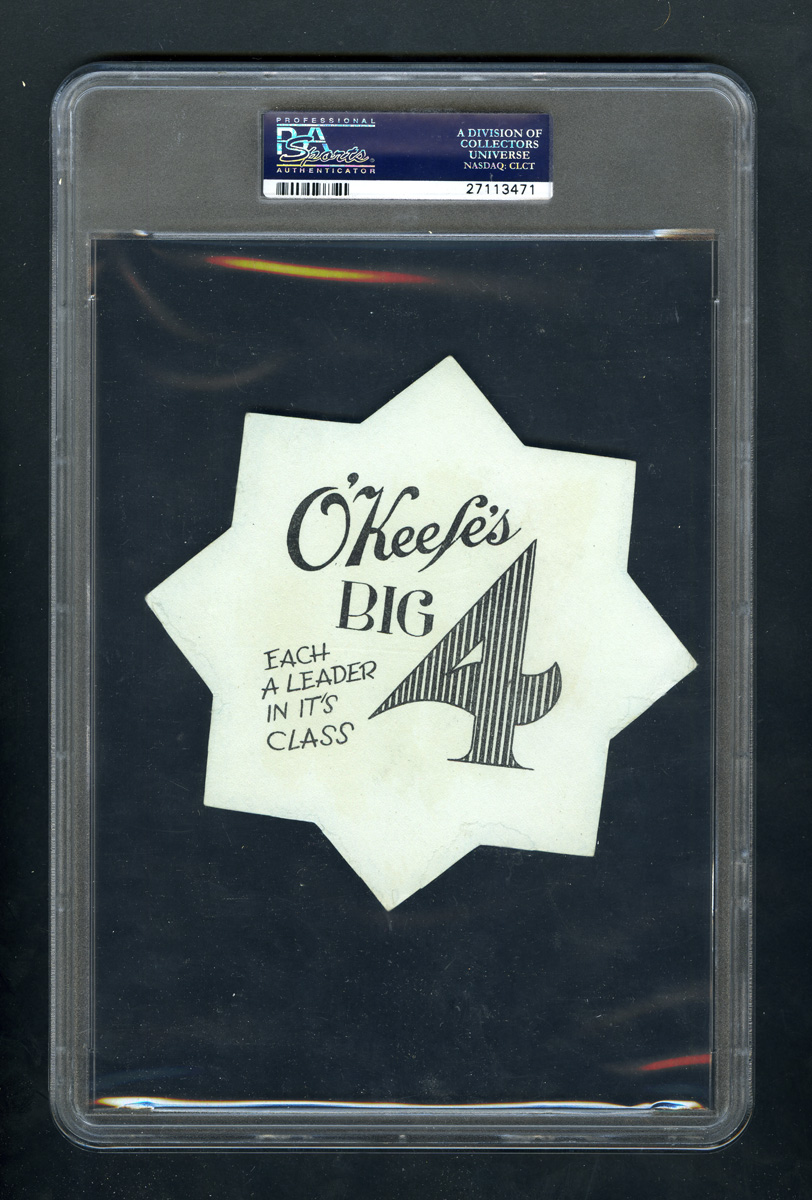 PROFESSIONAL
PSA
Sports
AUTHENTICATOR
A DIVISION OF
COLLECTORS
UNIVERSE
NASDAQ: CLCT
27113471
O'Keefe's
BIG
4
EACH
A LEADER
IN IT'S
CLASS